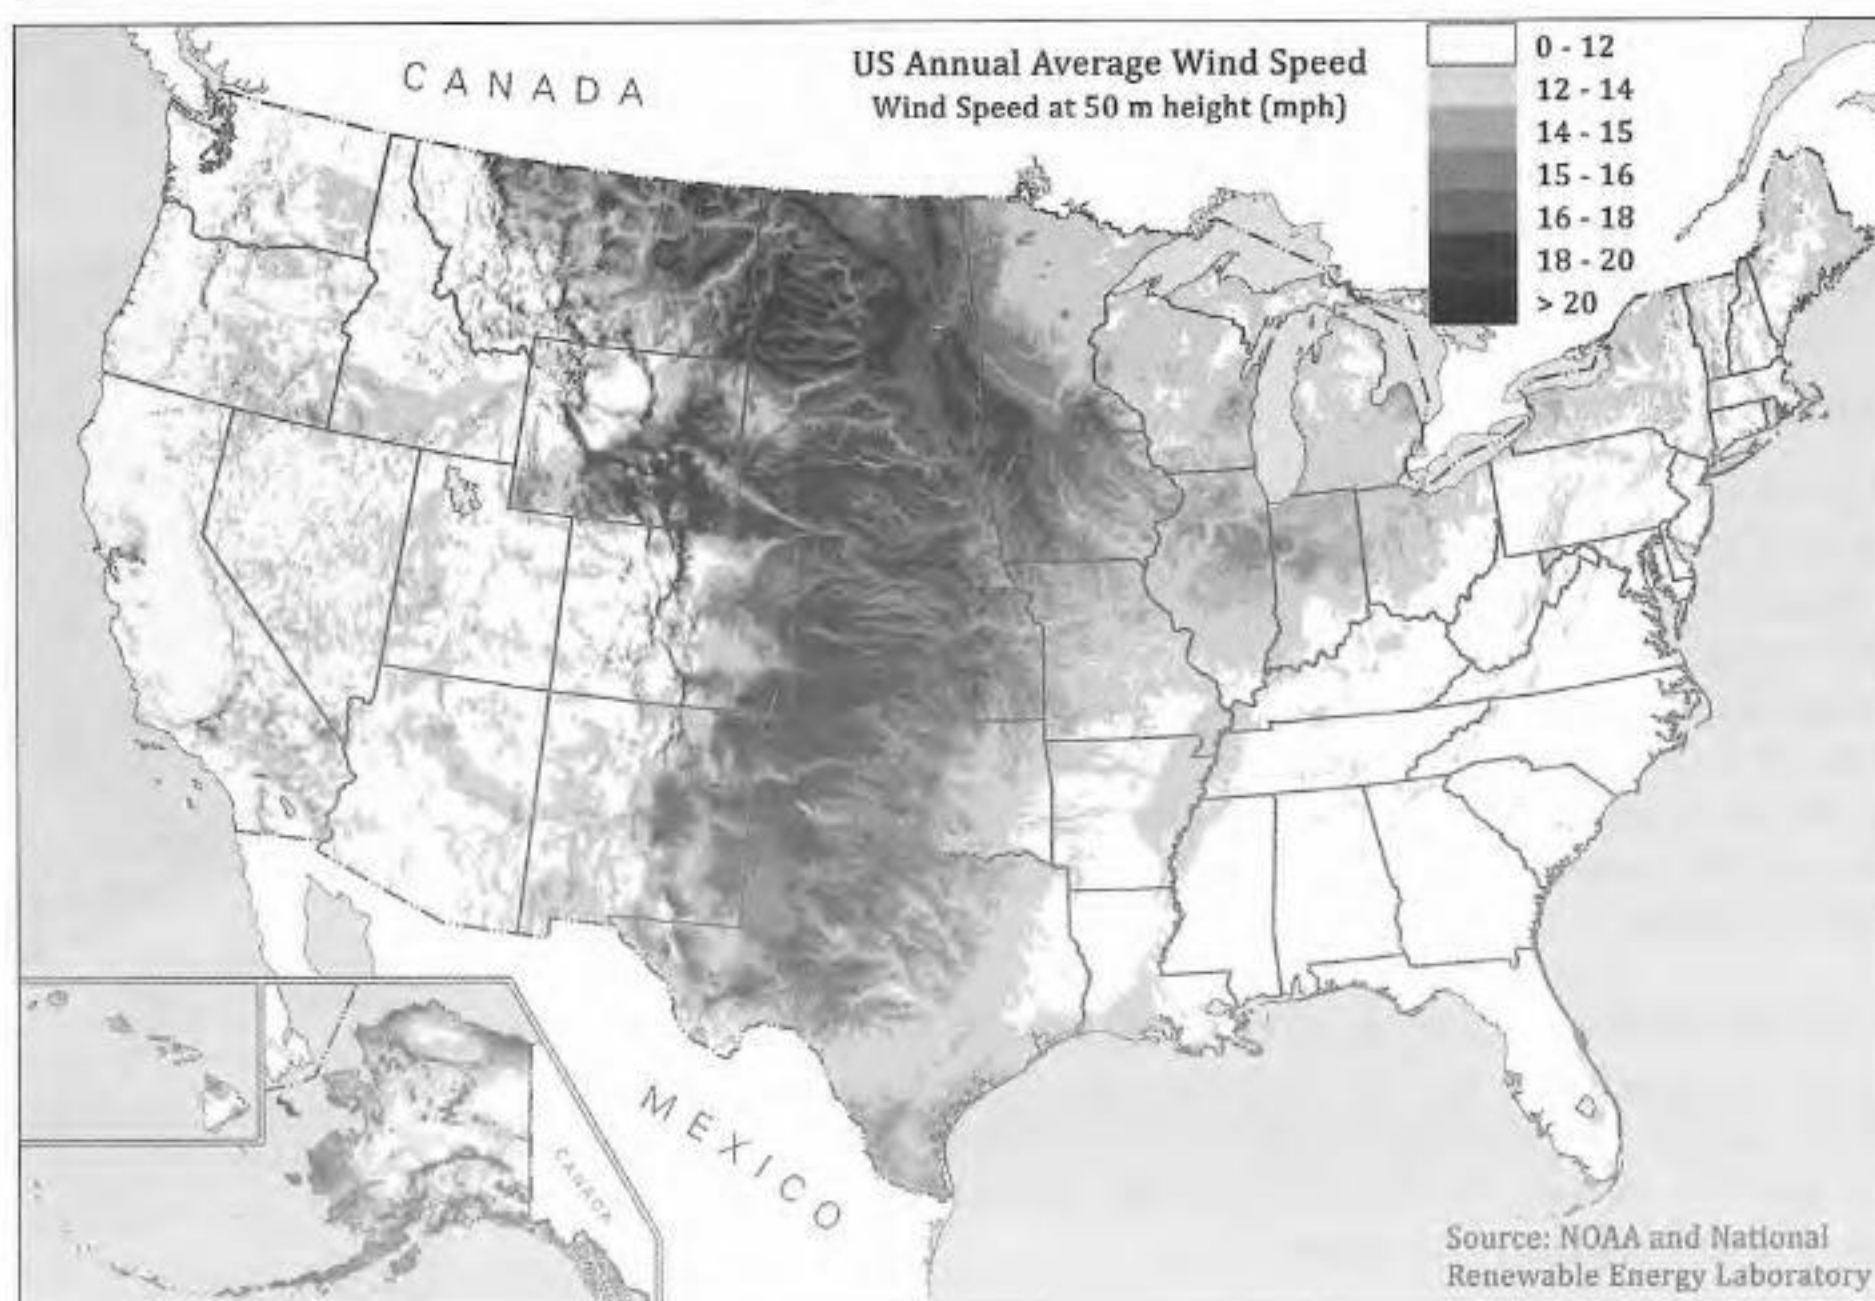 CANADA
US Annual Average Wind Speed
Wind Speed at 50 m height (mph)
0 - 12
12 - 14
14 - 15
15 - 16
16 - 18
18 - 20
> 20
MEXICO
CANADA
Source: NOAA and National
Renewable Energy Laboratory